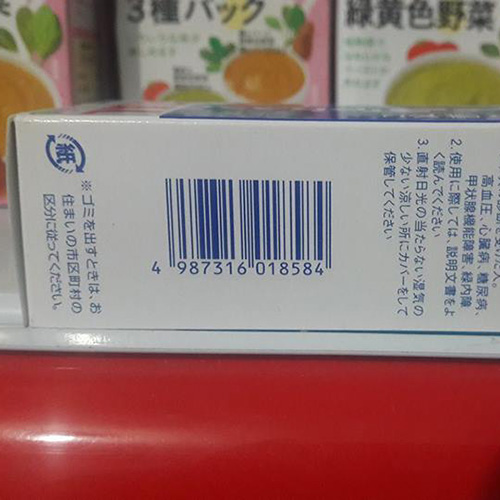 3種パック
緑黄色野菜
高血圧、心臓病、糖尿病、
甲状腺機能障害、緑内障
2. 使用に際しては、説明文書をよ
く読んでください
3. 直射日光の当たらない湿気の
少ない涼しい所にカバーをして
保管してください
4 987316 018584
紙
※ゴミを出すときは、お
住まいの市区町村の
区分に従ってください。